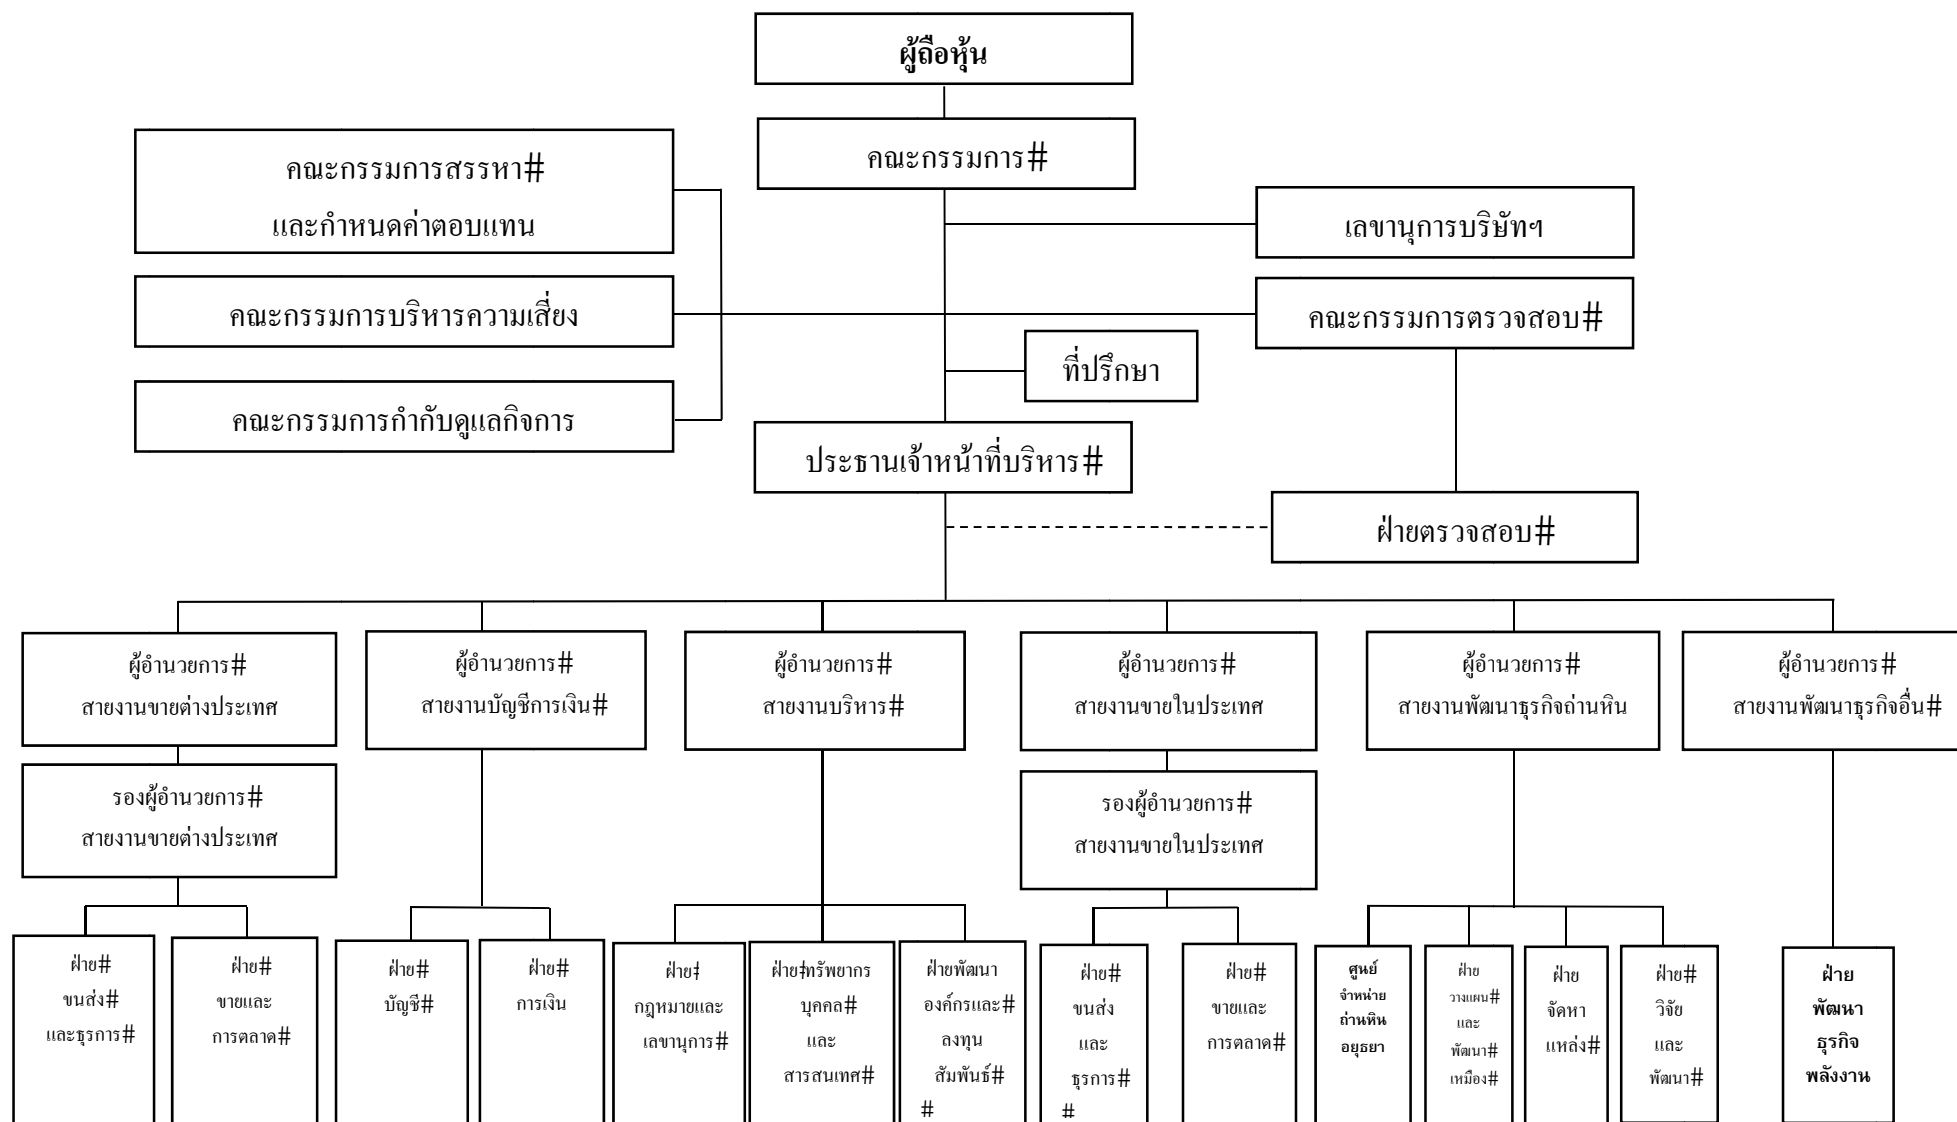 ผู้ถือหุ้น
คณะกรรมการ#
คณะกรรมการสรรหา#
และกำหนดค่าตอบแทน
เลขานุการบริษัทฯ
คณะกรรมการบริหารความเสี่ยง
คณะกรรมการตรวจสอบ#
ที่ปรึกษา
คณะกรรมการกำกับดูแลกิจการ
ประธานเจ้าหน้าที่บริหาร#
ฝ่ายตรวจสอบ#
ผู้อำนวยการ#
สายงานขายต่างประเทศ
ผู้อำนวยการ#
สายงานบัญชีการเงิน#
ผู้อำนวยการ#
สายงานบริหาร#
ผู้อำนวยการ#
สายงานขายในประเทศ
ผู้อำนวยการ#
สายงานพัฒนาธุรกิจถ่านหิน
ผู้อำนวยการ#
สายงานพัฒนาธุรกิจอื่น#
รองผู้อำนวยการ#
สายงานขายต่างประเทศ
รองผู้อำนวยการ#
สายงานขายในประเทศ
ฝ่าย#
ขนส่ง#
และธุรการ#
ฝ่าย#
ขายและ
การตลาด#
ฝ่าย#
บัญชี#
ฝ่าย#
การเงิน
ฝ่าย#
กฎหมายและ
เลขานุการ#
ฝ่าย#ทรัพยากร
บุคคล#
และ
สารสนเทศ#
ฝ่ายพัฒนา
องค์กรและ#
ลงทุน
สัมพันธ์#
#
ฝ่าย#
ขนส่ง
และ
ธุรการ#
#
ฝ่าย#
ขายและ
การตลาด#
ศูนย์
จำหน่าย
ถ่านหิน
อยุธยา
ฝ่าย
วางแผน#
และ
พัฒนา#
เหมือง#
ฝ่าย
จัดหา
แหล่ง#
ฝ่าย#
วิจัย
และ
พัฒนา#
ฝ่าย
พัฒนา
ธุรกิจ
พลังงาน